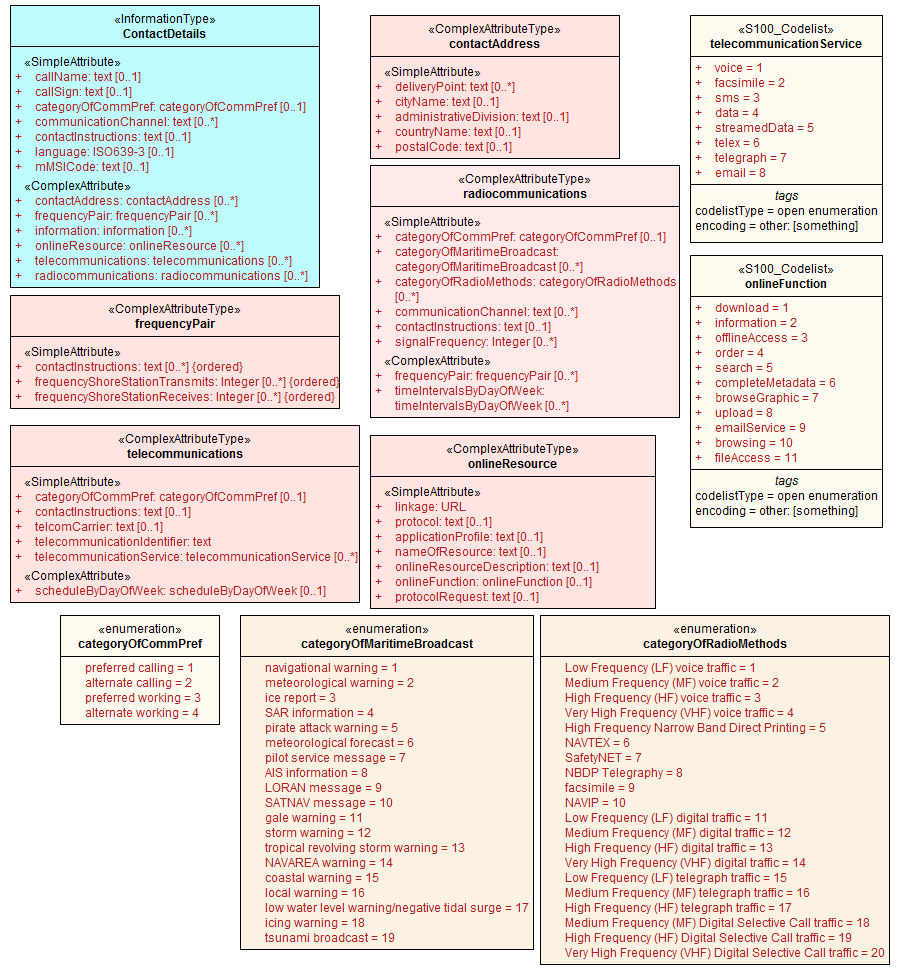 «InformationType»
ContactDetails
«SimpleAttribute»
+ callName: text [0..1]
+ callSign: text [0..1]
+ categoryOfCommPref: categoryOfCommPref [0..1]
+ communicationChannel: text [0..*]
+ contactInstructions: text [0..1]
+ language: ISO639-3 [0..1]
+ mMSICode: text [0..1]
«ComplexAttribute»
+ contactAddress: contactAddress [0..*]
+ frequencyPair: frequencyPair [0..*]
+ information: information [0..*]
+ onlineResource: onlineResource [0..*]
+ telecommunications: telecommunications [0..*]
+ radiocommunications: radiocommunications [0..*]
«ComplexAttributeType»
contactAddress
«SimpleAttribute»
+ deliveryPoint: text [0..*]
+ cityName: text [0..1]
+ administrativeDivision: text [0..1]
+ countryName: text [0..1]
+ postalCode: text [0..1]
«S100_Codelist»
telecommunicationService
+ voice = 1
+ facsimile = 2
+ sms = 3
+ data = 4
+ streamedData = 5
+ telex = 6
+ telegraph = 7
+ email = 8
tags
codelistType = open enumeration
encoding = other: [something]
«ComplexAttributeType»
radiocommunications
«SimpleAttribute»
+ categoryOfCommPref: categoryOfCommPref [0..1]
+ categoryOfMaritimeBroadcast:
categoryOfMaritimeBroadcast [0..*]
+ categoryOfRadioMethods: categoryOfRadioMethods
[0..*]
+ communicationChannel: text [0..*]
+ contactInstructions: text [0..1]
+ signalFrequency: Integer [0..*]
«ComplexAttribute»
+ frequencyPair: frequencyPair [0..*]
+ timeIntervalsByDayOfWeek:
timeIntervalsByDayOfWeek [0..*]
«S100_Codelist»
onlineFunction
+ download = 1
+ information = 2
+ offlineAccess = 3
+ order = 4
+ search = 5
+ completeMetadata = 6
+ browseGraphic = 7
+ upload = 8
+ emailService = 9
+ browsing = 10
+ fileAccess = 11
tags
codelistType = open enumeration
encoding = other: [something]
«ComplexAttributeType»
frequencyPair
«SimpleAttribute»
+ contactInstructions: text [0..*] {ordered}
+ frequencyShoreStationTransmits: Integer [0..*] {ordered}
+ frequencyShoreStationReceives: Integer [0..*] {ordered}
«ComplexAttributeType»
telecommunications
«SimpleAttribute»
+ categoryOfCommPref: categoryOfCommPref [0..1]
+ contactInstructions: text [0..1]
+ telcomCarrier: text [0..1]
+ telecommunicationIdentifier: text
+ telecommunicationService: telecommunicationService [0..*]
«ComplexAttribute»
+ scheduleByDayOfWeek: scheduleByDayOfWeek [0..1]
«ComplexAttributeType»
onlineResource
«SimpleAttribute»
+ linkage: URL
+ protocol: text [0..1]
+ applicationProfile: text [0..1]
+ nameOfResource: text [0..1]
+ onlineResourceDescription: text [0..1]
+ onlineFunction: onlineFunction [0..1]
+ protocolRequest: text [0..1]
«enumeration»
categoryOfCommPref
preferred calling = 1
alternate calling = 2
preferred working = 3
alternate working = 4
«enumeration»
categoryOfMaritimeBroadcast
navigational warning = 1
meteorological warning = 2
ice report = 3
SAR information = 4
pirate attack warning = 5
meteorological forecast = 6
pilot service message = 7
AIS information = 8
LORAN message = 9
SATNAV message = 10
gale warning = 11
storm warning = 12
tropical revolving storm warning = 13
NAVAREA warning = 14
coastal warning = 15
local warning = 16
low water level warning/negative tidal surge = 17
icing warning = 18
tsunami broadcast = 19
«enumeration»
categoryOfRadioMethods
Low Frequency (LF) voice traffic = 1
Medium Frequency (MF) voice traffic = 2
High Frequency (HF) voice traffic = 3
Very High Frequency (VHF) voice traffic = 4
High Frequency Narrow Band Direct Printing = 5
NAVTEX = 6
SafetyNET = 7
NBDP Telegraphy = 8
facsimile = 9
NAVIP = 10
Low Frequency (LF) digital traffic = 11
Medium Frequency (MF) digital traffic = 12
High Frequency (HF) digital traffic = 13
Very High Frequency (VHF) digital traffic = 14
Low Frequency (LF) telegraph traffic = 15
Medium Frequency (MF) telegraph traffic = 16
High Frequency (HF) telegraph traffic = 17
Medium Frequency (MF) Digital Selective Call traffic = 18
High Frequency (HF) Digital Selective Call traffic = 19
Very High Frequency (VHF) Digital Selective Call traffic = 20